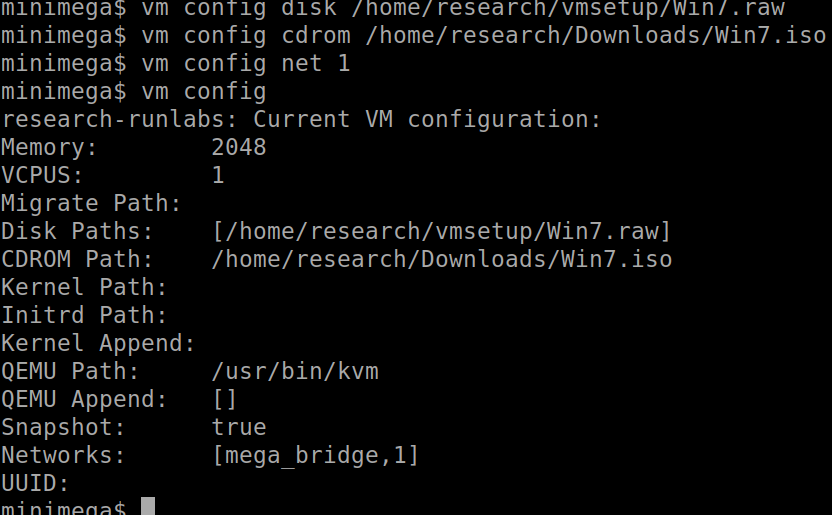 minimega$ vm config disk /home/research/vmsetup/Win7.raw
minimega$ vm config cdrom /home/research/Downloads/Win7.iso
minimega$ vm config net 1
minimega$ vm config
research-runlabs: Current VM configuration:
Memory:        2048
VCPUS:         1
Migrate Path:
Disk Paths:    [/home/research/vmsetup/Win7.raw]
CDROM Path:    /home/research/Downloads/Win7.iso
Kernel Path:
Initrd Path:
Kernel Append:
QEMU Path:     /usr/bin/kvm
QEMU Append:   []
Snapshot:      true
Networks:      [mega_bridge,1]
UUID:
minimega$